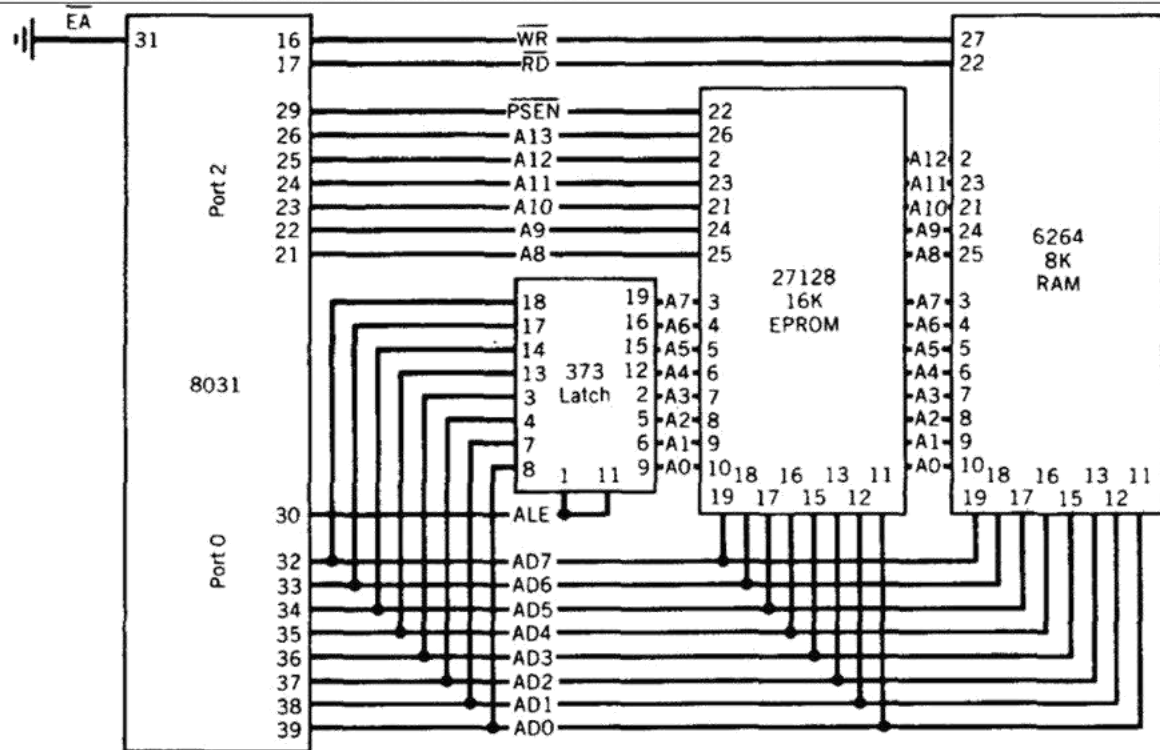 EA
31 16 WR 27
17 RD 22
29 PSEN 22
26 A13 26
25 A12 2 A12 2
24 A11 23 A11 23
23 A10 21 A10 21
22 A9 24 A9 24
21 A8 25 A8 25
Port 2
6264
8K
RAM
27128
16K
EPROM
18 19 A7 3 A7 3
17 16 A6 4 A6 4
14 15 A5 5 A5 5
13 12 A4 6 A4 6
3 2 A3 7 A3 7
4 5 A2 8 A2 8
7 6 A1 9 A1 9
8 9 A0 10 A0 10
373
Latch
8031
1 11
18 16 13 11
19 17 15 12
18 16 13 11
19 17 15 12
30 ALE
Port 0
32 AD7
33 AD6
34 AD5
35 AD4
36 AD3
37 AD2
38 AD1
39 AD0